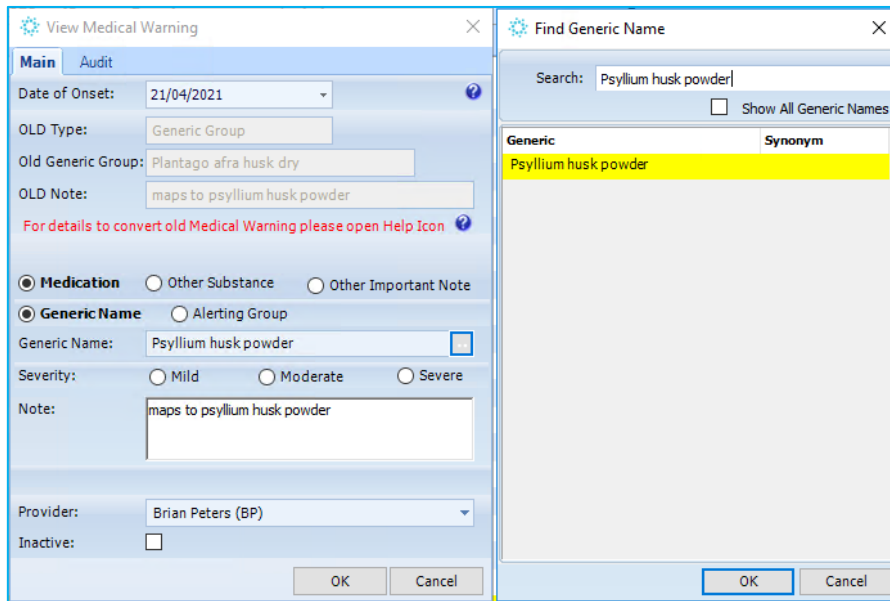 View Medical Warning
Main Audit
Date of Onset: 21/04/2021
OLD Type: Generic Group
Old Generic Group: Plantago afra husk dry
OLD Note: maps to psyllium husk powder
For details to convert old Medical Warning please open Help Icon
Medication Other Substance Other Important Note
Generic Name Alerting Group
Generic Name: Psyllium husk powder ..
Severity: Mild Moderate Severe
Note: maps to psyllium husk powder
Provider: Brian Peters (BP)
Inactive:
OK Cancel
Find Generic Name
Search: Psyllium husk powder
Show All Generic Names
Generic Synonym
Psyllium husk powder
OK Cancel